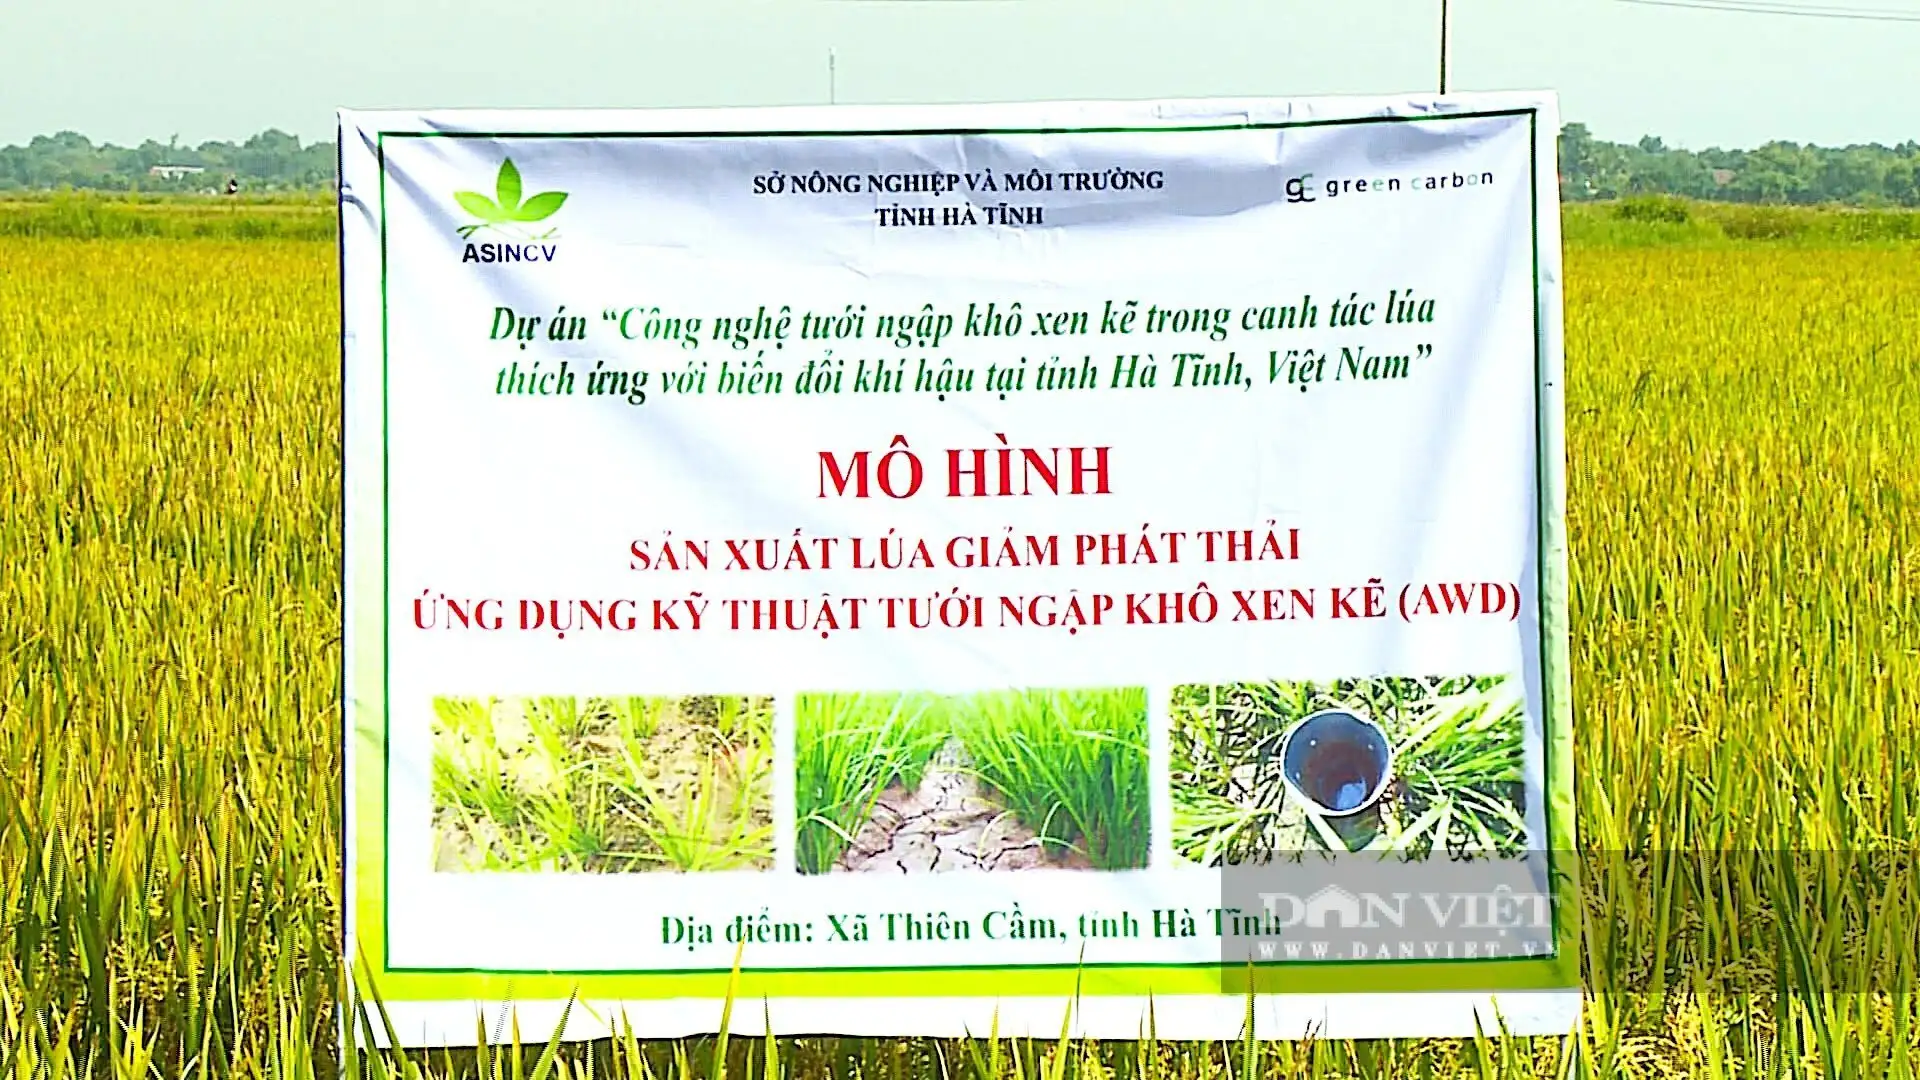 SỞ NÔNG NGHIỆP VÀ MÔI TRƯỜNG
TỈNH HÀ TĨNH
green carbon
ASINCV
Dự án “Công nghệ tưới ngập khô xen kẽ trong canh tác lúa
thích ứng với biến đổi khí hậu tại tỉnh Hà Tĩnh, Việt Nam”
MÔ HÌNH
SẢN XUẤT LÚA GIẢM PHÁT THẢI
ỨNG DỤNG KỸ THUẬT TƯỚI NGẬP KHÔ XEN KẼ (AWD)
Địa điểm: Xã Thiên Cầm, tỉnh Hà Tĩnh
DÂN VIỆT
WWW.DANVIET.VN